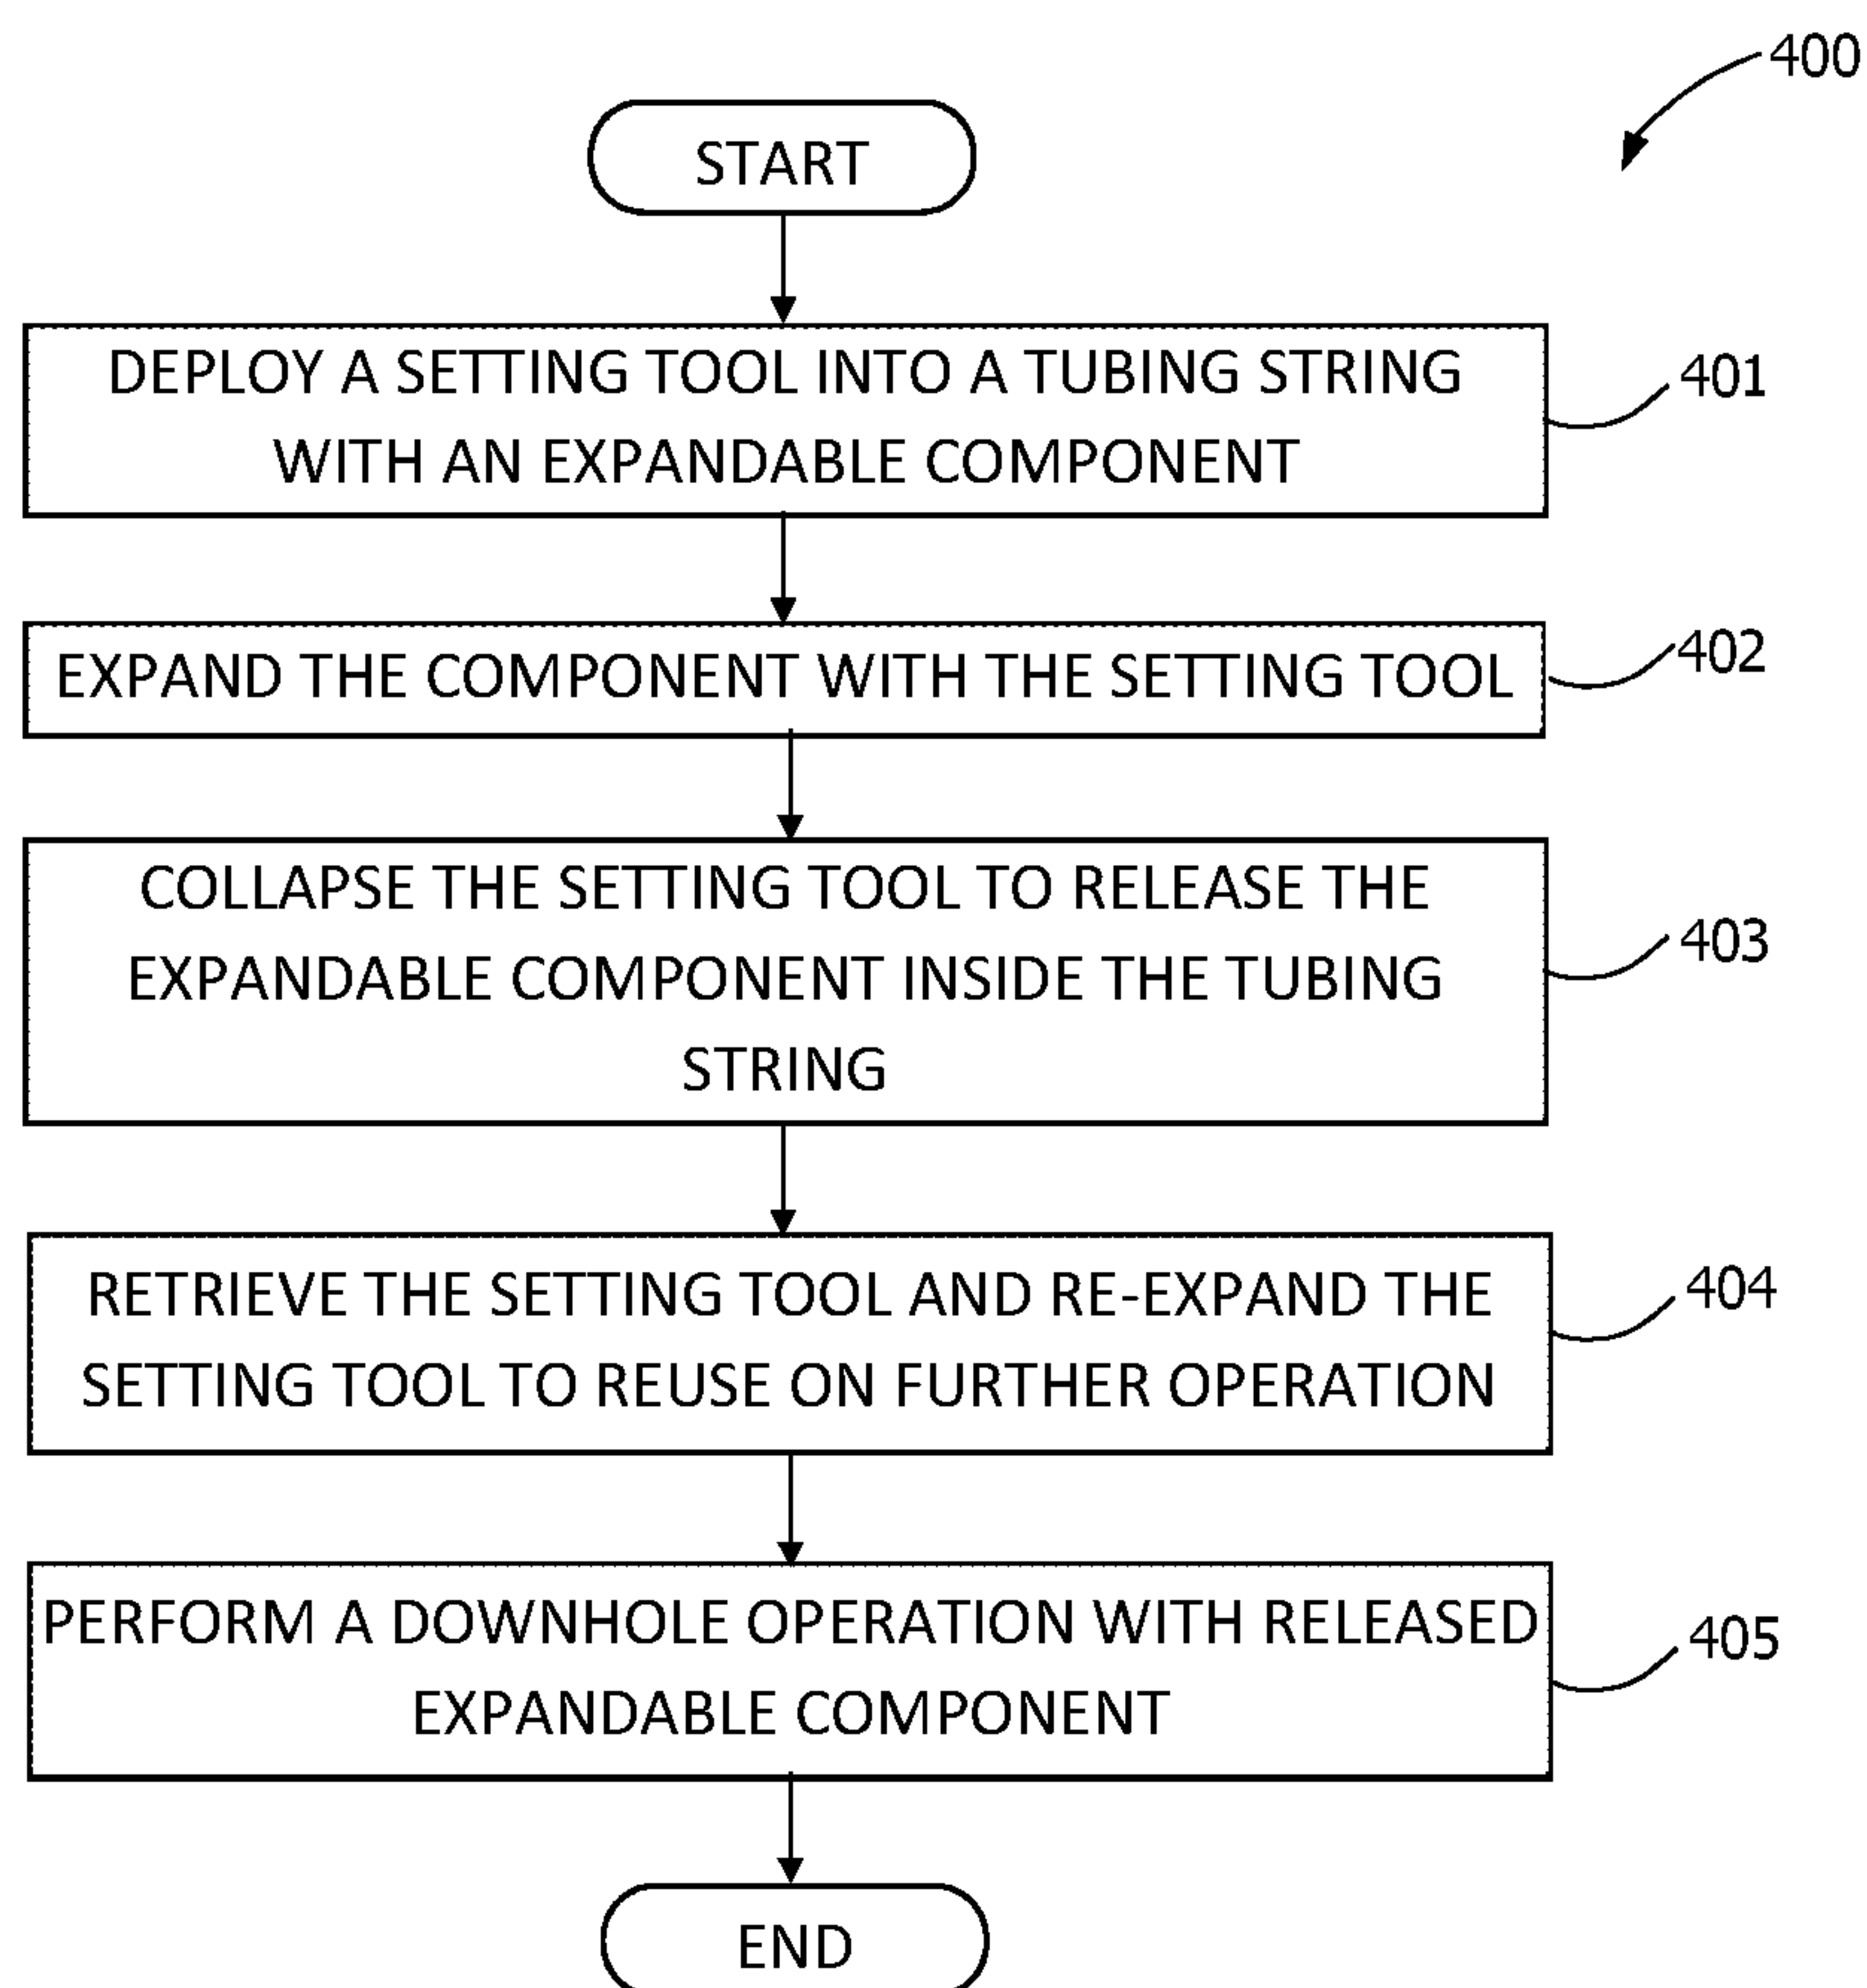 400
START
DEPLOY A SETTING TOOL INTO A TUBING STRING
WITH AN EXPANDABLE COMPONENT
401
EXPAND THE COMPONENT WITH THE SETTING TOOL
402
COLLAPSE THE SETTING TOOL TO RELEASE THE
EXPANDABLE COMPONENT INSIDE THE TUBING
STRING
403
RETRIEVE THE SETTING TOOL AND RE-EXPAND THE
SETTING TOOL TO REUSE ON FURTHER OPERATION
404
PERFORM A DOWNHOLE OPERATION WITH RELEASED
EXPANDABLE COMPONENT
405
END